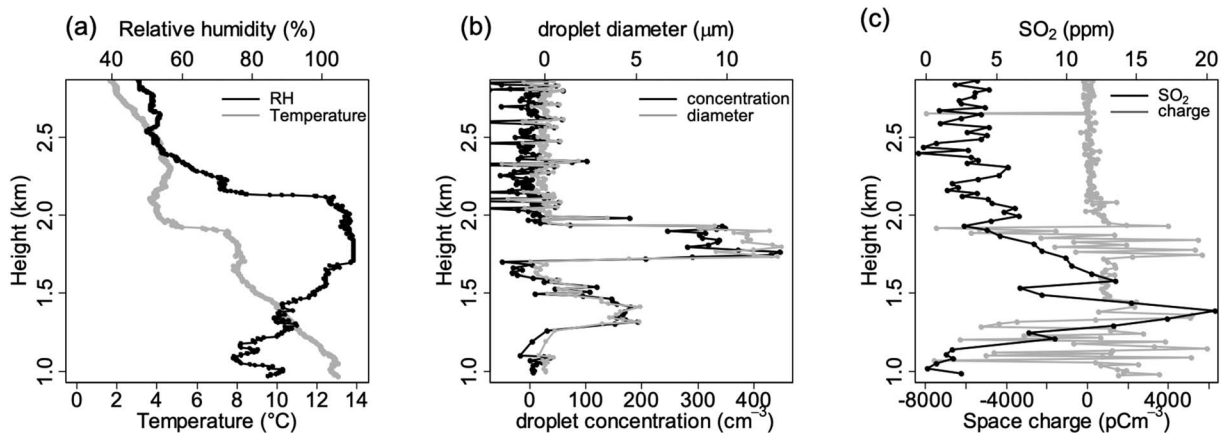 (a)
Relative humidity (%)
40 60 80 100
RH
Temperature
Height (km)
1.0 1.5 2.0 2.5
0 2 4 6 8 10 12 14
Temperature (°C)
(b)
droplet diameter (μm)
0 5 10
concentration
diameter
Height (km)
1.0 1.5 2.0 2.5
0 100 200 300 400
droplet concentration (cm⁻³)
(c)
SO₂ (ppm)
0 5 10 15 20
SO₂
charge
Height (km)
1.0 1.5 2.0 2.5
-8000 -4000 0 4000
Space charge (pCm⁻³)